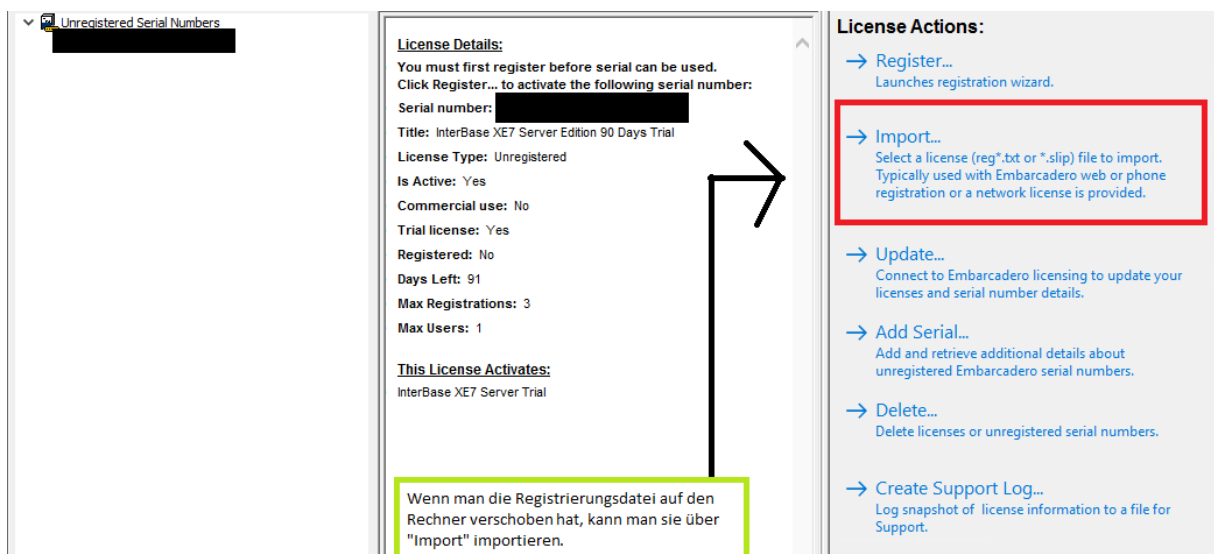 Unregistered Serial Numbers
License Details:
You must first register before serial can be used.
Click Register... to activate the following serial number:
Serial number:
Title: InterBase XE7 Server Edition 90 Days Trial
License Type: Unregistered
Is Active: Yes
Commercial use: No
Trial license: Yes
Registered: No
Days Left: 91
Max Registrations: 3
Max Users: 1
This License Activates:
InterBase XE7 Server Trial
Wenn man die Registrierungsdatei auf den
Rechner verschoben hat, kann man sie über
"Import" importieren.
License Actions:
Register...
Launches registration wizard.
Import...
Select a license (reg*.txt or *.slip) file to import.
Typically used with Embarcadero web or phone
registration or a network license is provided.
Update...
Connect to Embarcadero licensing to update your
licenses and serial number details.
Add Serial...
Add and retrieve additional details about
unregistered Embarcadero serial numbers.
Delete...
Delete licenses or unregistered serial numbers.
Create Support Log...
Log snapshot of license information to a file for
Support.